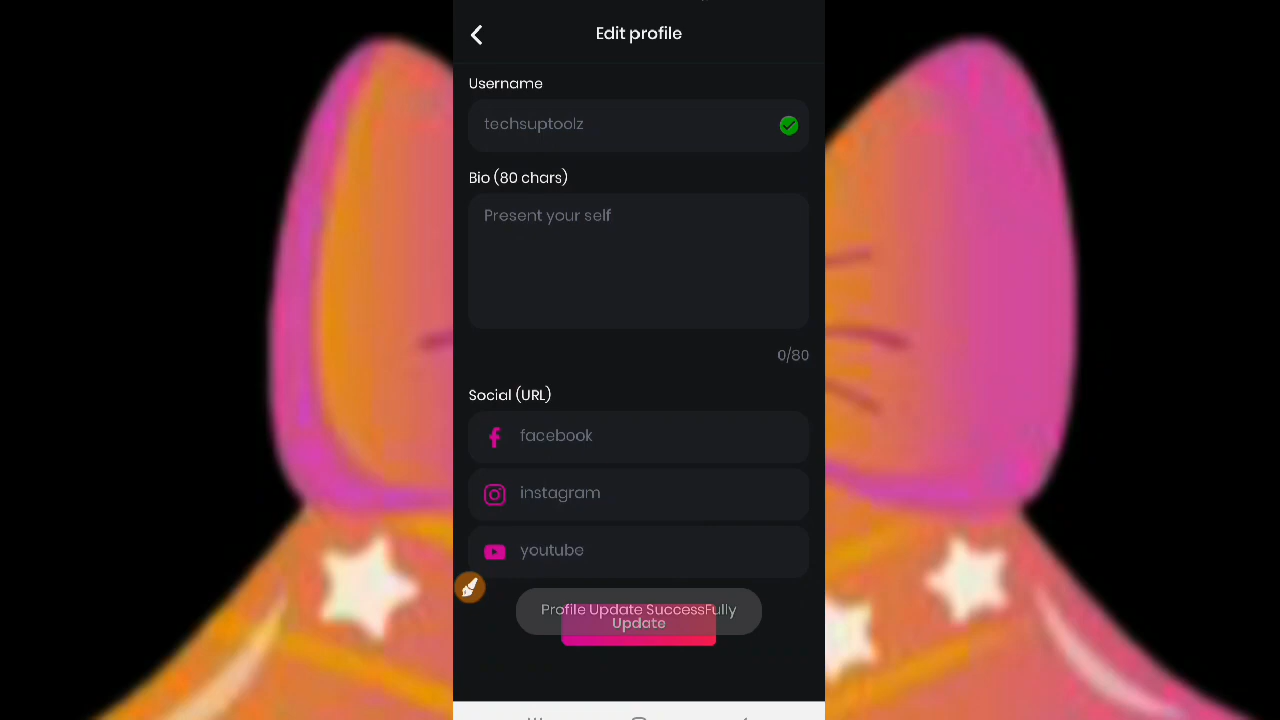 Edit profile
Username
techsuptoolz
Bio (80 chars)
Present your self
0/80
Social (URL)
facebook
instagram
youtube
Profile Update SuccessFully
Update